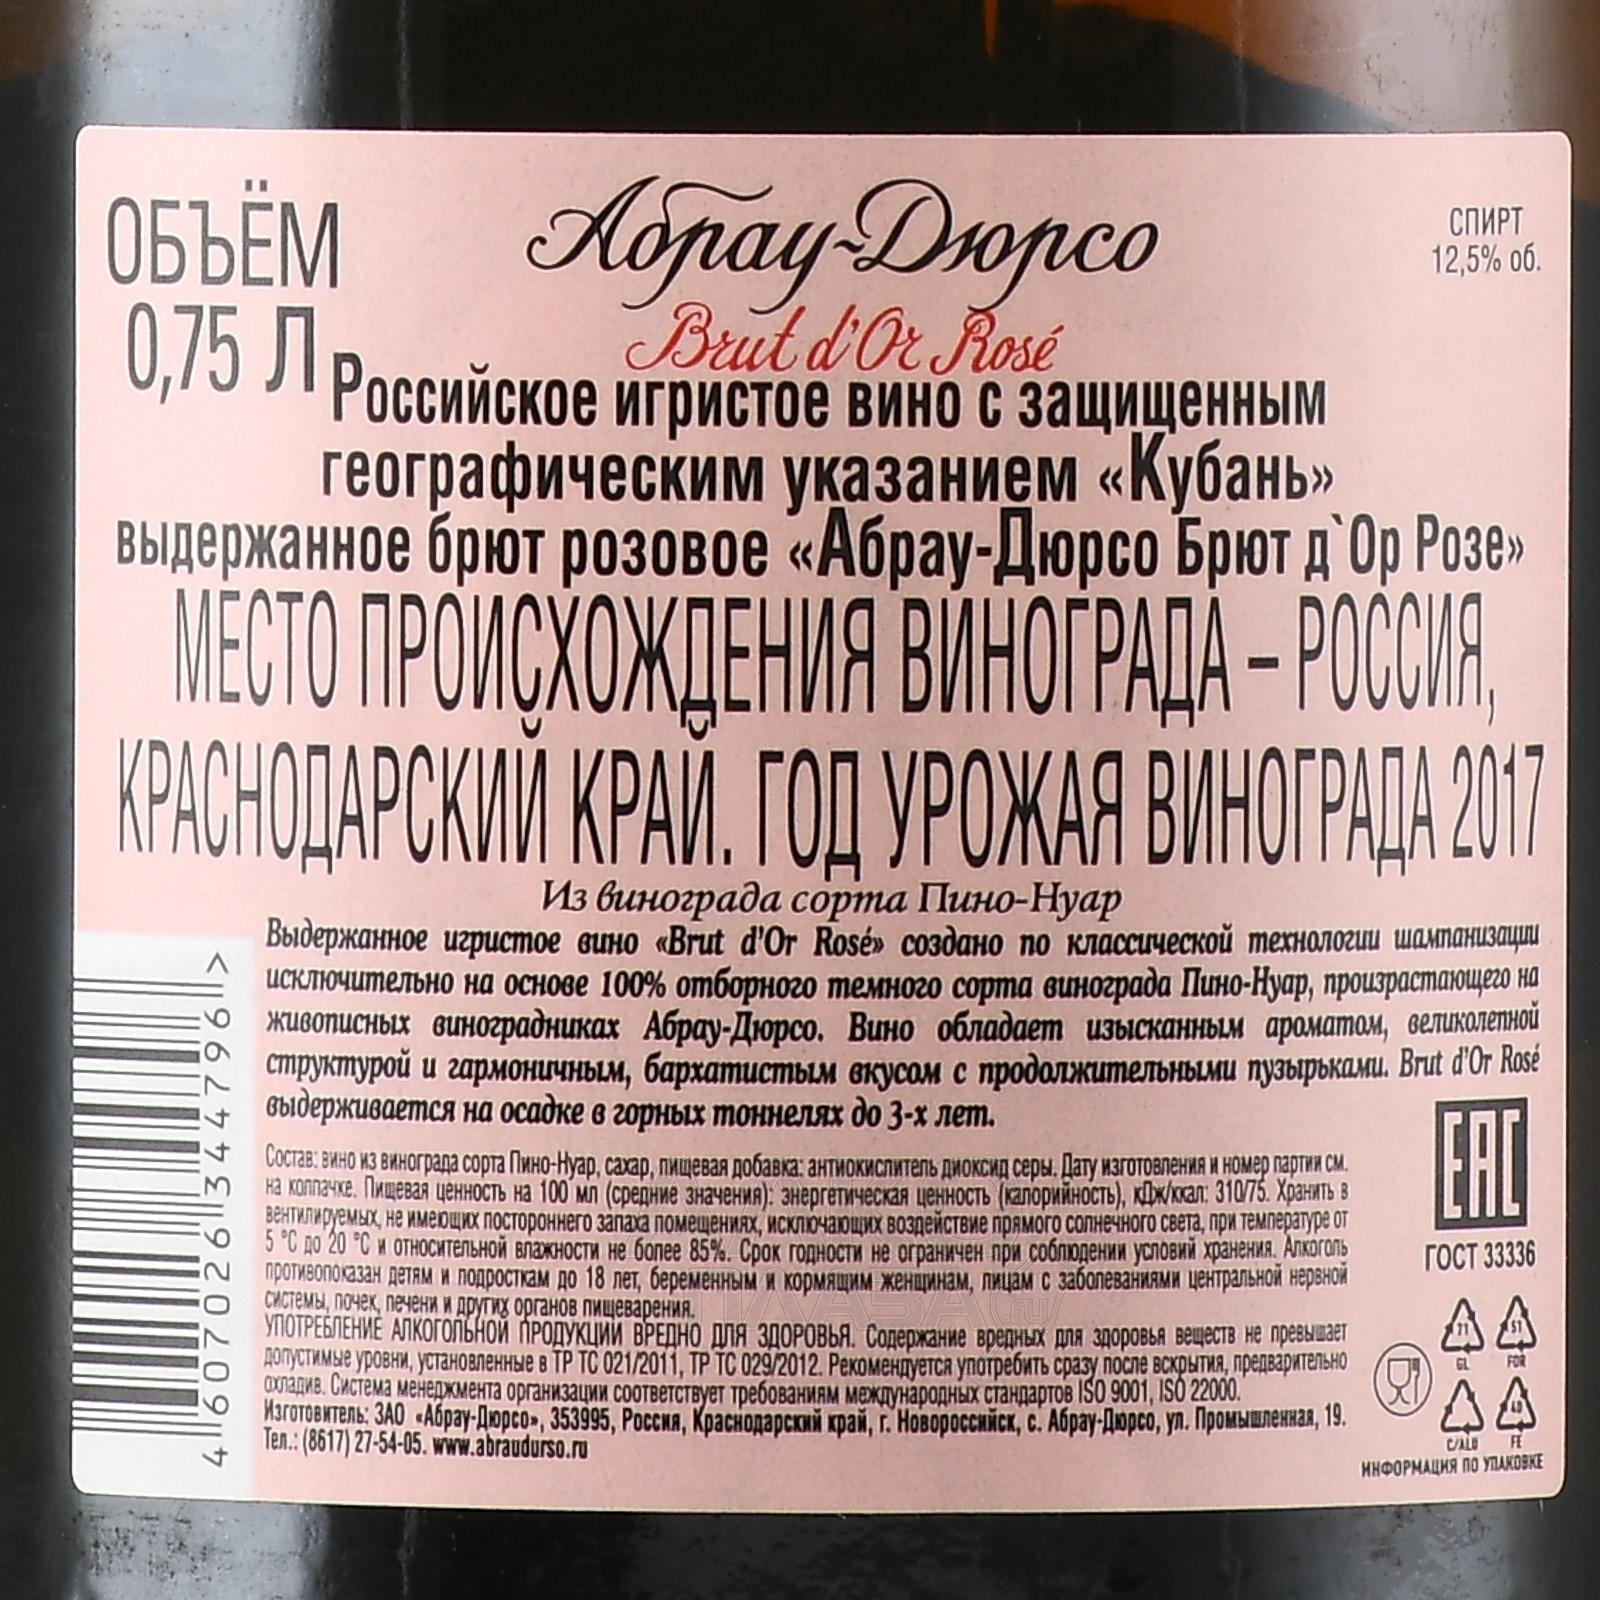 ОБЪЁМ
0,75 Л
Абрау-Дюрсо
СПИРТ
12,5% об.
Brut d'Or Rosé
Российское игристое вино с защищенным
географическим указанием «Кубань»
выдержанное брют розовое «Абрау-Дюрсо Брют д`Ор Розе»
МЕСТО ПРОИСХОЖДЕНИЯ ВИНОГРАДА – РОССИЯ,
КРАСНОДАРСКИЙ КРАЙ. ГОД УРОЖАЯ ВИНОГРАДА 2017
Из винограда сорта Пино-Нуар
Выдержанное игристое вино «Brut d'Or Rosé» создано по классической технологии шампанизации
исключительно на основе 100% отборного темного сорта винограда Пино-Нуар, произрастающего на
живописных виноградниках Абрау-Дюрсо. Вино обладает изысканным ароматом, великолепной
структурой и гармоничным, бархатистым вкусом с продолжительными пузырьками. Brut d'Or Rosé
выдерживается на осадке в горных тоннелях до 3-х лет.
Состав: вино из винограда сорта Пино-Нуар, сахар, пищевая добавка: антиокислитель диоксид серы. Дату изготовления и номер партии см.
на колпачке. Пищевая ценность на 100 мл (средние значения): энергетическая ценность (калорийность), кДж/ккал: 310/75. Хранить в
вентилируемых, не имеющих постороннего запаха помещениях, исключающих воздействие прямого солнечного света, при температуре от
5 °С до 20 °С и относительной влажности не более 85%. Срок годности не ограничен при соблюдении условий хранения. Алкоголь
противопоказан детям и подросткам до 18 лет, беременным и кормящим женщинам, лицам с заболеваниями центральной нервной
системы, почек, печени и других органов пищеварения.
УПОТРЕБЛЕНИЕ АЛКОГОЛЬНОЙ ПРОДУКЦИИ ВРЕДНО ДЛЯ ЗДОРОВЬЯ. Содержание вредных для здоровья веществ не превышает
допустимые уровни, установленные в ТР ТС 021/2011, ТР ТС 029/2012. Рекомендуется употребить сразу после вскрытия, предварительно
охладив. Система менеджмента организации соответствует требованиям международных стандартов ISO 9001, ISO 22000.
Изготовитель: ЗАО «Абрау-Дюрсо», 353995, Россия, Краснодарский край, г. Новороссийск, с. Абрау-Дюрсо, ул. Промышленная, 19.
Тел.: (8617) 27-54-05. www.abraudurso.ru
4 607026 344796 >
EAC
ГОСТ 33336
71
GL
51
FOR
C/ALU
40
FE
ИНФОРМАЦИЯ ПО УПАКОВКЕ